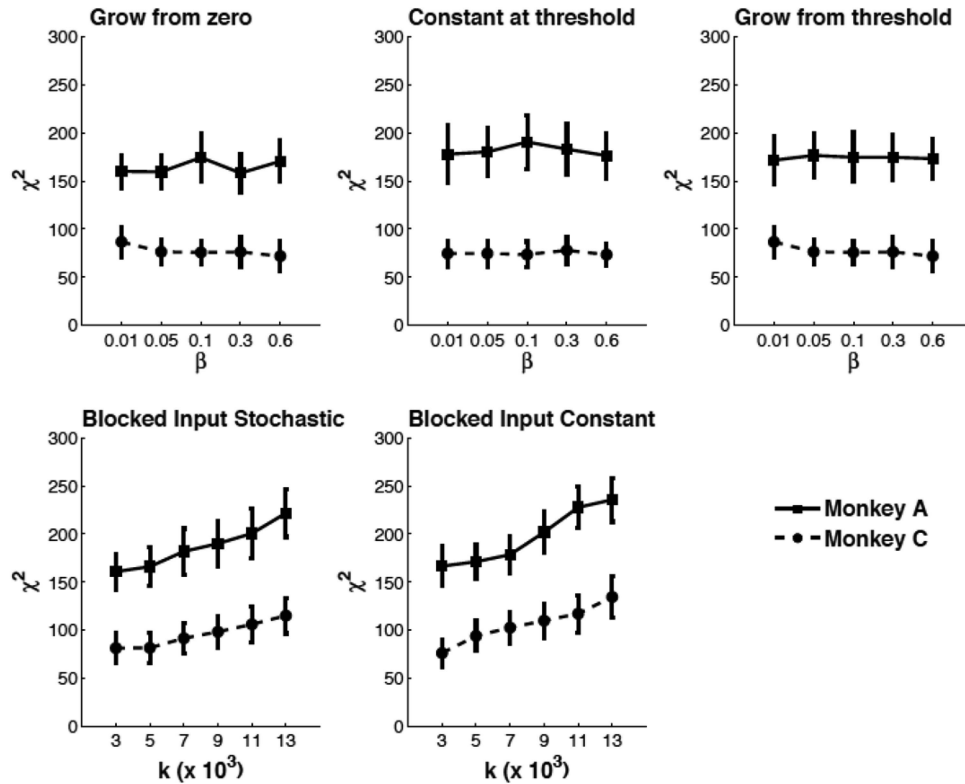 Grow from zero
300
250
200
150
100
50
0
χ²
0.01 0.05 0.1 0.3 0.6
β
Constant at threshold
300
250
200
150
100
50
0
χ²
0.01 0.05 0.1 0.3 0.6
β
Grow from threshold
300
250
200
150
100
50
0
χ²
0.01 0.05 0.1 0.3 0.6
β
Blocked Input Stochastic
300
250
200
150
100
50
0
χ²
3 5 7 9 11 13
k (x 10³)
Blocked Input Constant
300
250
200
150
100
50
0
χ²
3 5 7 9 11 13
k (x 10³)
Monkey A
Monkey C